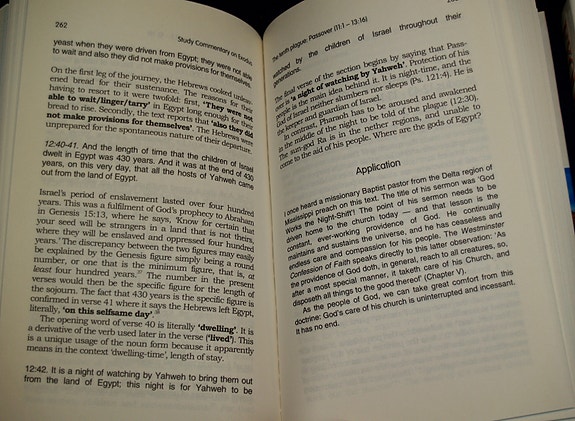 262
Study Commentary on Exodus
yeast when they were driven from Egypt; they were not able
to wait and also they did not make provisions for themselves.
On the first leg of the journey, the Hebrews cooked unleav-
ened bread for their sustenance. The reasons for their
having to resort to it were twofold: first, 'They were not
able to wait/linger/tarry' in Egypt long enough for the
bread to rise. Secondly, the text reports that 'also they did
not make provisions for themselves'. The Hebrews were
unprepared for the spontaneous nature of their departure.
12:40-41. And the length of time that the children of Israel
dwelt in Egypt was 430 years. And it was at the end of 430
years, on this very day, that all the hosts of Yahweh came
out from the land of Egypt.
Israel's period of enslavement lasted over four hundred
years. This was a fulfilment of God's prophecy to Abraham
in Genesis 15:13, where he says, 'Know for certain that
your seed will be strangers in a land that is not theirs,
where they will be enslaved and oppressed four hundred
years.' The discrepancy between the two figures may easily
be explained by the Genesis figure simply being a round
number, or one that is the minimum figure, that is, 'at
least four hundred years.' The number in the present
verses would then be the specific figure for the length of
the sojourn. The fact that 430 years is the specific figure is
confirmed in verse 41 where it says the Hebrews left Egypt,
literally, 'on this selfsame day'.
The opening word of verse 40 is literally 'dwelling'. It is
a derivative of the verb used later in the verse ('lived'). This
is a unique usage of the noun form because it apparently
means in the context 'dwelling-time', length of stay.
12:42. It is a night of watching by Yahweh to bring them out
from the land of Egypt; this night is for Yahweh to be
The tenth plague: Passover (11:1 – 13:16)
watched by the children of Israel throughout their
generations.
The final verse of the section begins by saying that Pass-
over is 'a night of watching by Yahweh'. Protection of his
people is the main idea behind it. It is night-time, and the
God of Israel neither slumbers nor sleeps (Ps. 121:4). He is
the keeper and guardian of Israel.
In contrast, Pharaoh has to be aroused and awakened
in the middle of the night to be told of the plague (12:30).
The sun-god Ra is in the nether regions, and unable to
come to the aid of his people. Where are the gods of Egypt?
Application
I once heard a missionary Baptist pastor from the Delta region of
Mississippi preach on this text. The title of his sermon was 'God
Works the Night-Shift'! The point of his sermon needs to be
driven home to the church today — and that lesson is the
constant, ever-working providence of God. He continually
maintains and sustains the universe, and he has ceaseless and
endless care and compassion for his people. The Westminster
Confession of Faith speaks directly to this latter observation: 'As
the providence of God doth, in general, reach to all creatures, so,
after a most special manner, it taketh care of his Church, and
disposeth all things to the good thereof' (Chapter V).
As the people of God, we can take great comfort from this
doctrine: God's care of his church is uninterrupted and incessant.
It has no end.